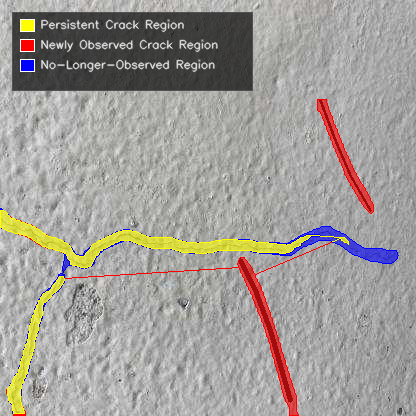 Persistent Crack Region
Newly Observed Crack Region
No-Longer-Observed Region